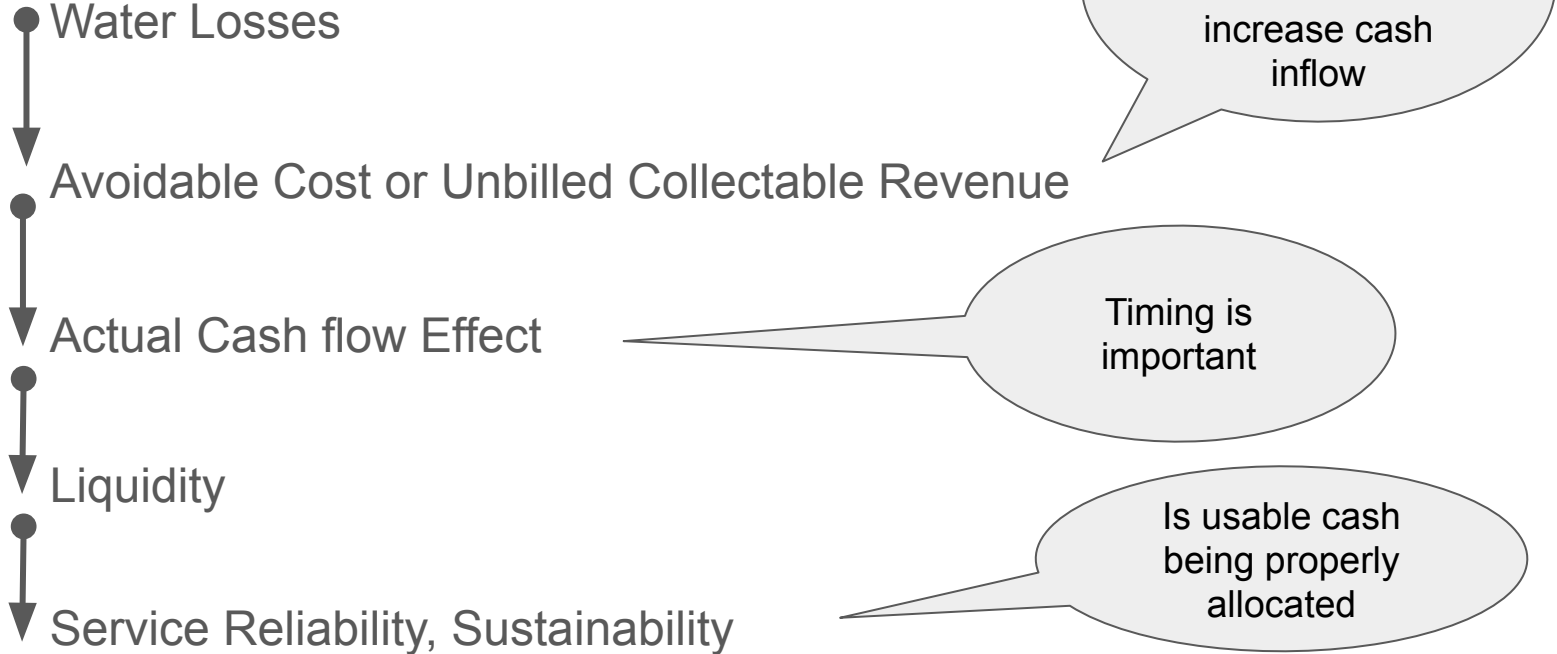 Water Losses
increase cash
inflow
Avoidable Cost or Unbilled Collectable Revenue
Timing is
important
Actual Cash flow Effect
Liquidity
Is usable cash
being properly
allocated
Service Reliability, Sustainability